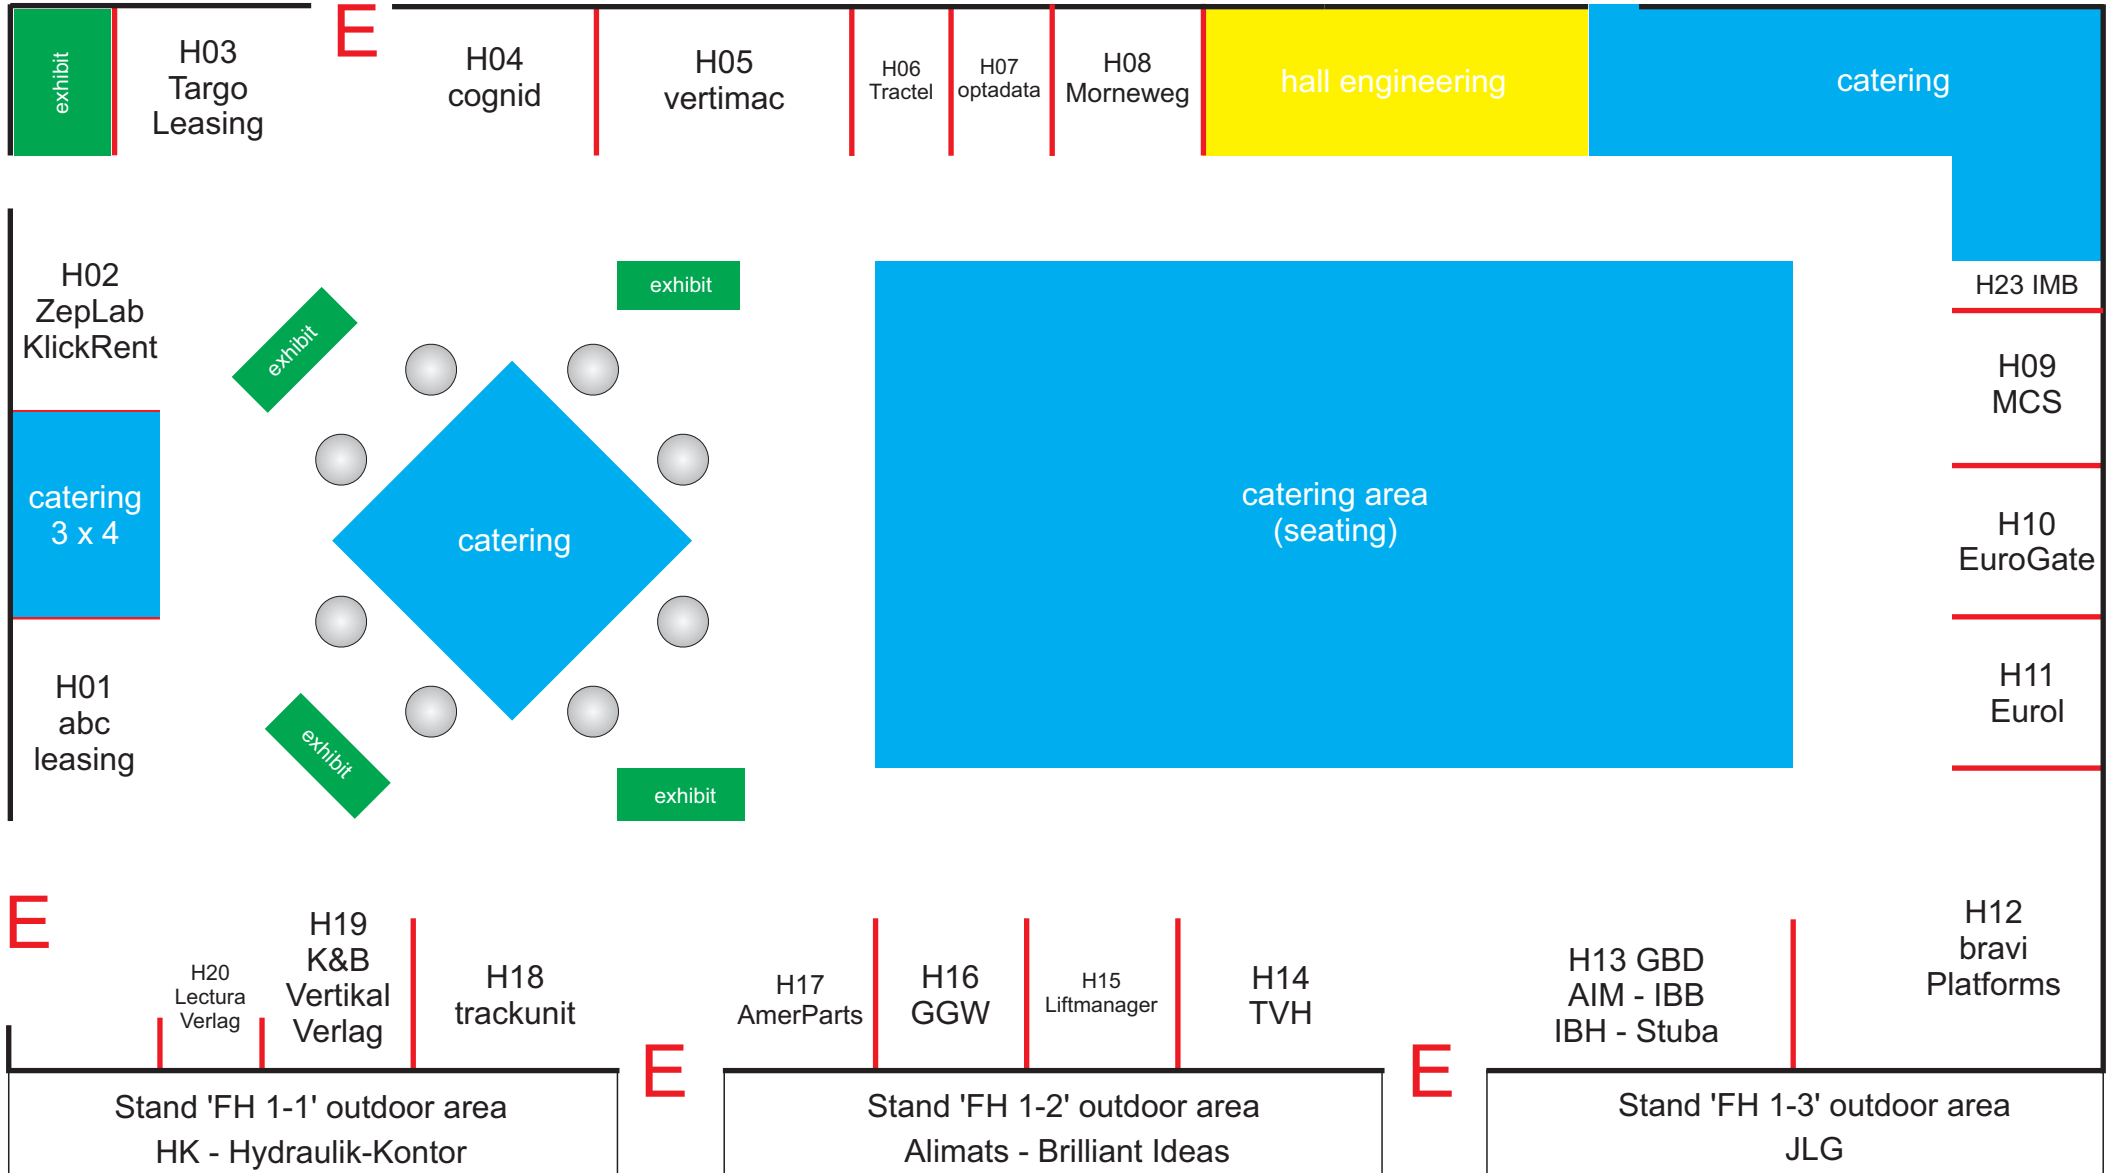 exhibit
H03
Targo
Leasing
E
H04
cognid
H05
vertimac
H06
Tractel
H07
optadata
H08
Morneweg
hall engineering
catering
H02
ZepLab
KlickRent
exhibit
exhibit
H23 IMB
H09
MCS
catering
3 x 4
catering
catering area
(seating)
H10
EuroGate
H01
abc
leasing
exhibit
exhibit
H11
Eurol
E
H20
Lectura
Verlag
H19
K&B
Vertikal
Verlag
H18
trackunit
E
H17
AmerParts
H16
GGW
H15
Liftmanager
H14
TVH
E
H13 GBD
AIM - IBB
IBH - Stuba
H12
bravi
Platforms
Stand 'FH 1-1' outdoor area
HK - Hydraulik-Kontor
Stand 'FH 1-2' outdoor area
Alimats - Brilliant Ideas
Stand 'FH 1-3' outdoor area
JLG